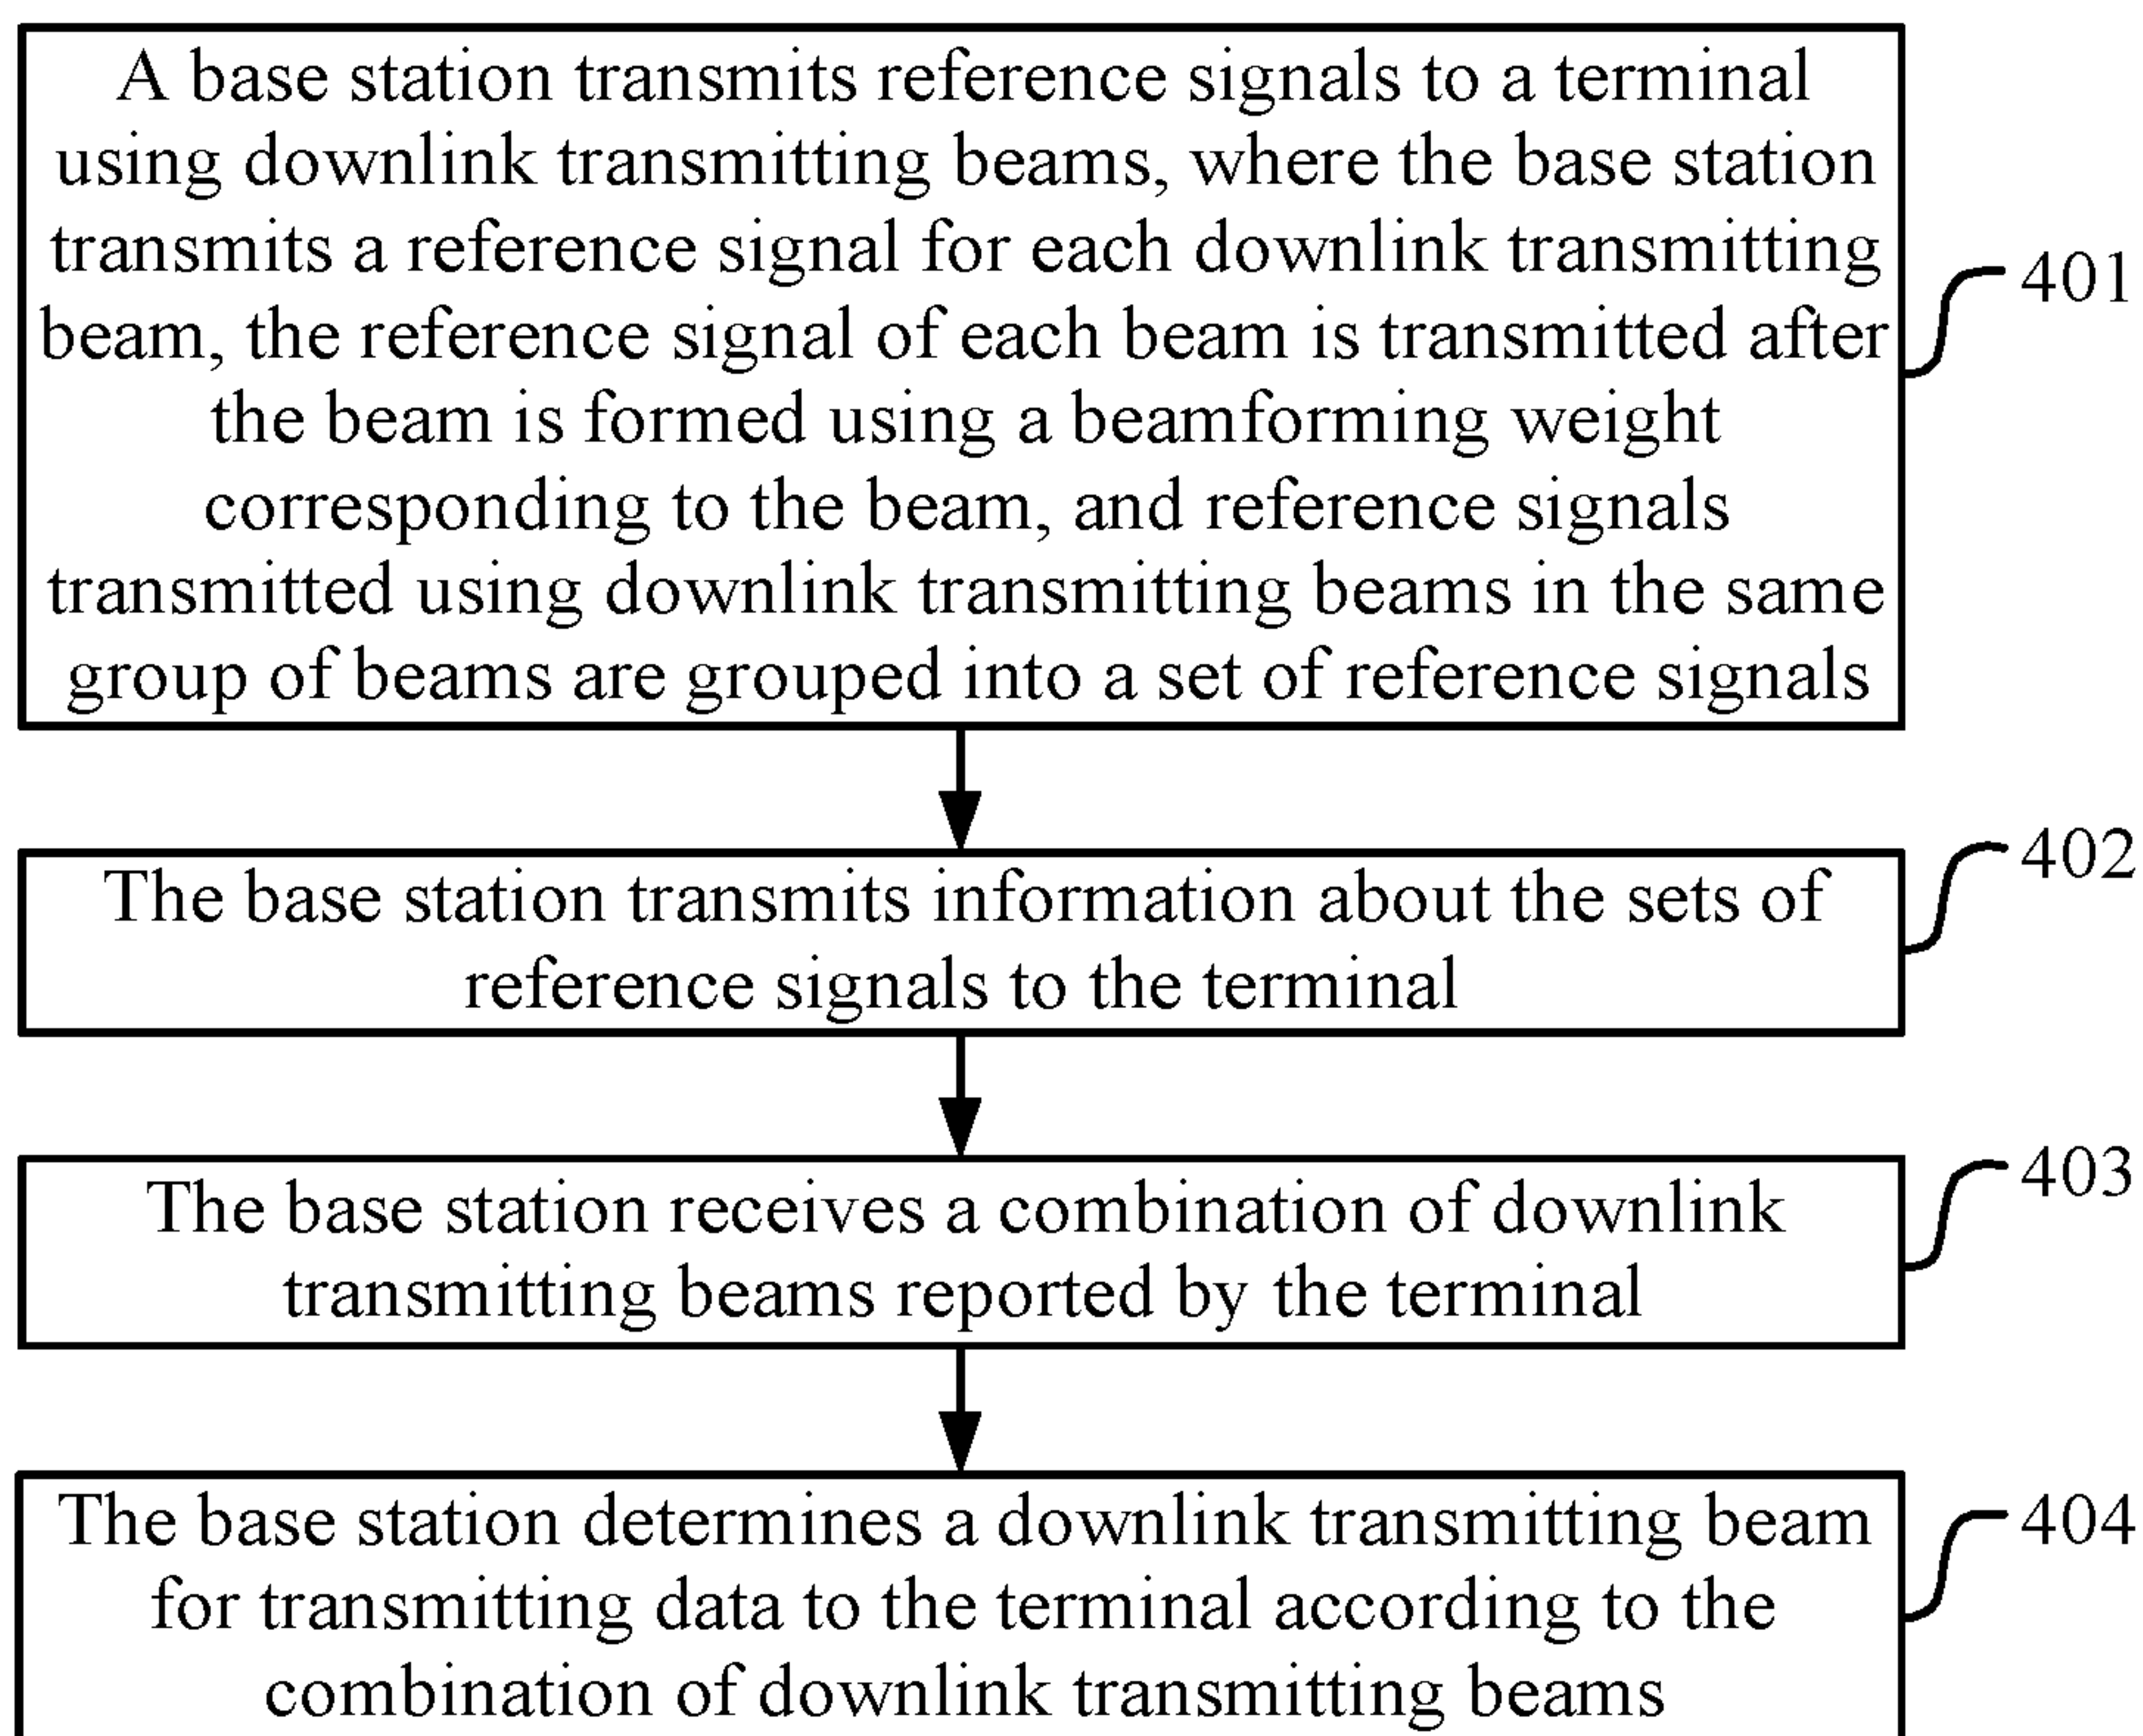 A base station transmits reference signals to a terminal
using downlink transmitting beams, where the base station
transmits a reference signal for each downlink transmitting
beam, the reference signal of each beam is transmitted after
the beam is formed using a beamforming weight
corresponding to the beam, and reference signals
transmitted using downlink transmitting beams in the same
group of beams are grouped into a set of reference signals
401
The base station transmits information about the sets of
reference signals to the terminal
402
The base station receives a combination of downlink
transmitting beams reported by the terminal
403
The base station determines a downlink transmitting beam
for transmitting data to the terminal according to the
combination of downlink transmitting beams
404